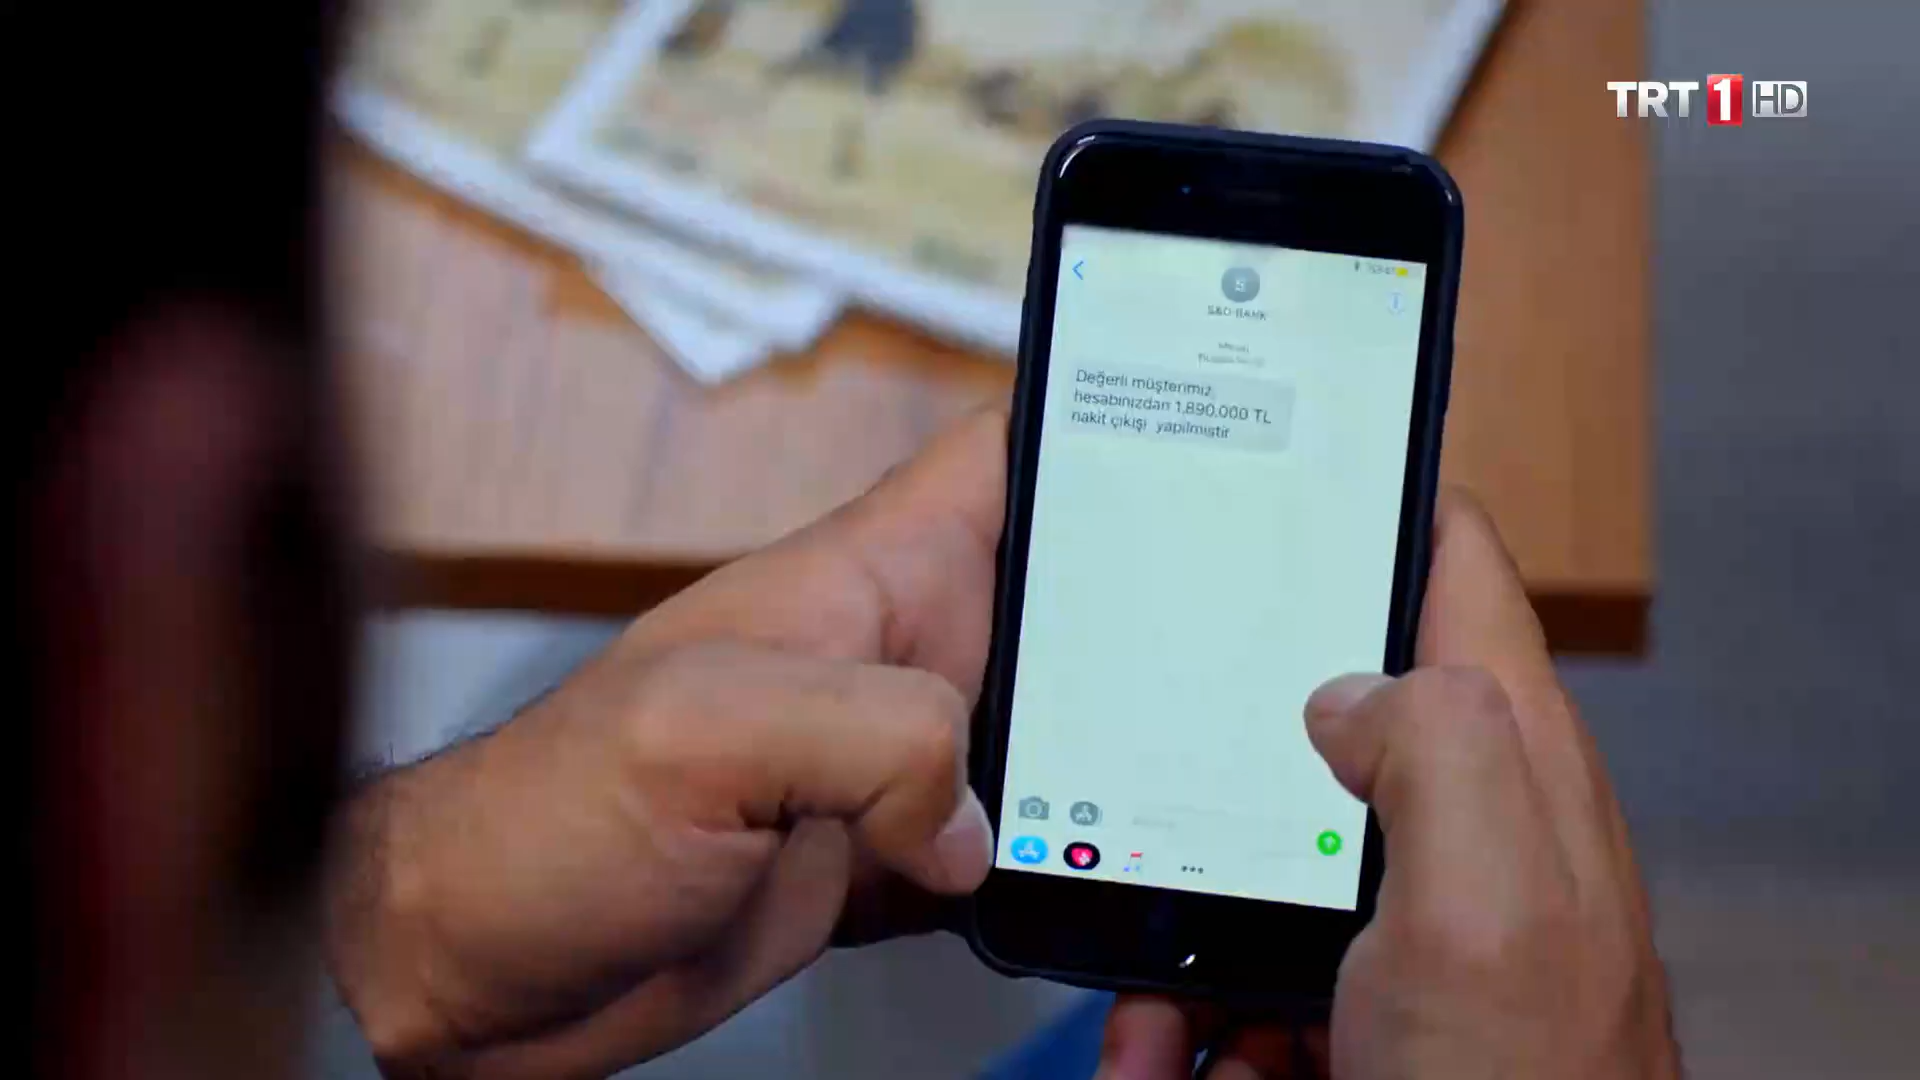 TRT 1 HD
S
S&D BANK
Değerli müşterimiz,
hesabınızdan 1.890.000 TL
nakit çıkışı yapılmıştır